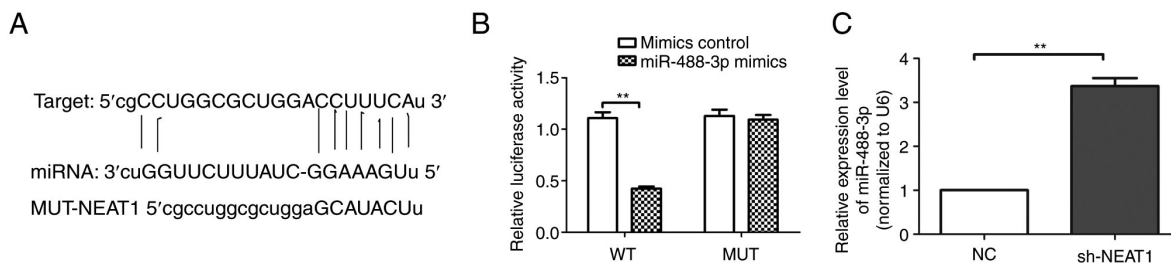 A
Target: 5'cgCCUGGCGCUGGACCUUUCAu 3'
miRNA: 3'cuGGUUCUUUAUC-GGAAAGUu 5'
MUT-NEAT1 5'cgccuggcgcuggaGCAUACUu
B
Mimics control
miR-488-3p mimics
Relative luciferase activity
1.5
1.0
0.5
0.0
**
WT
MUT
C
Relative expression level
of miR-488-3p
(normalized to U6)
4
3
2
1
0
**
NC
sh-NEAT1